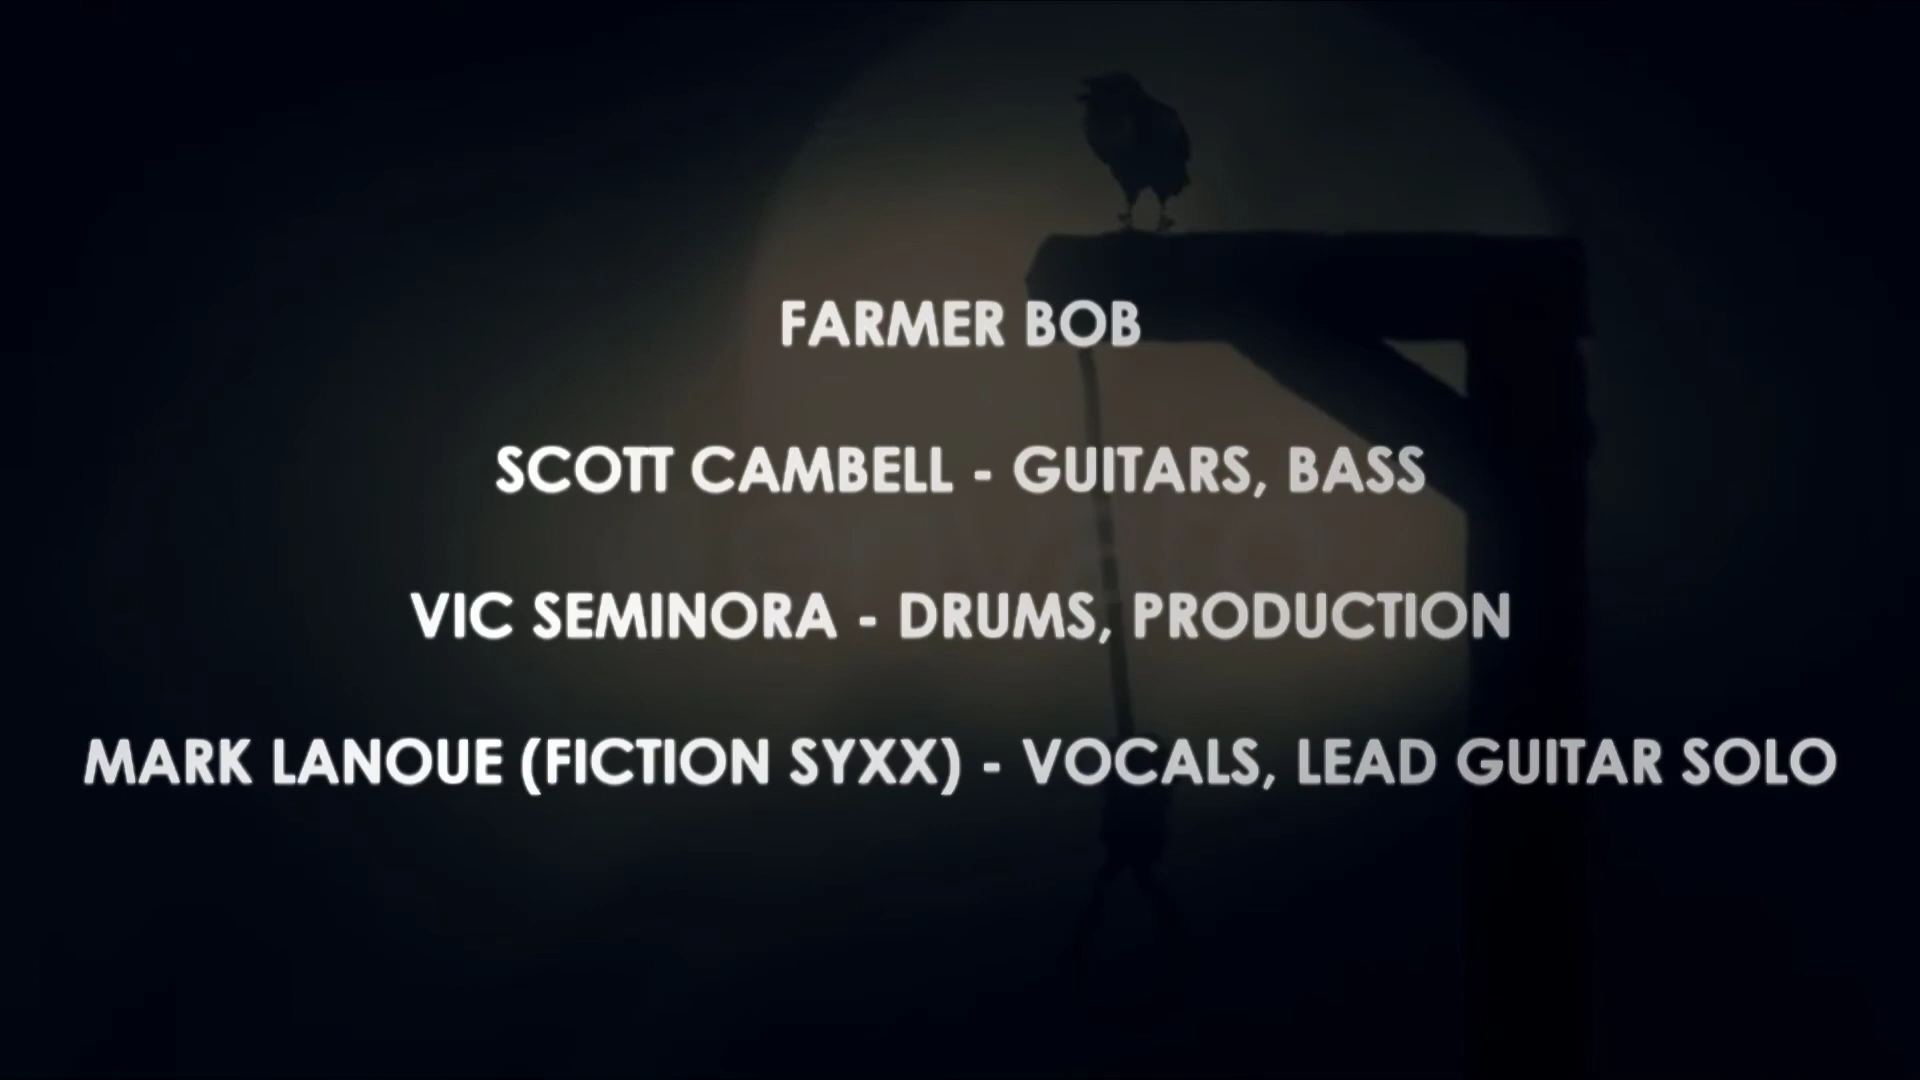 FARMER BOB
SCOTT CAMBELL - GUITARS, BASS
VIC SEMINORA - DRUMS, PRODUCTION
MARK LANOUE (FICTION SYXX) - VOCALS, LEAD GUITAR SOLO